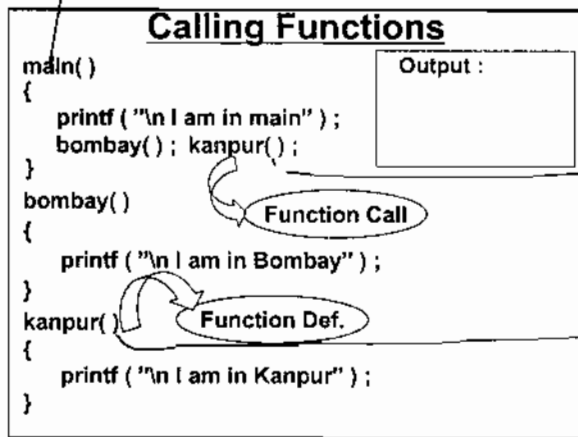 Calling Functions
main( )
Output :
{
printf ( "\n I am in main" ) ;
bombay( ) ; kanpur( ) ;
}
bombay( )
Function Call
{
printf ( "\n I am in Bombay" ) ;
}
kanpur( )
Function Def.
{
printf ( "\n I am in Kanpur" ) ;
}